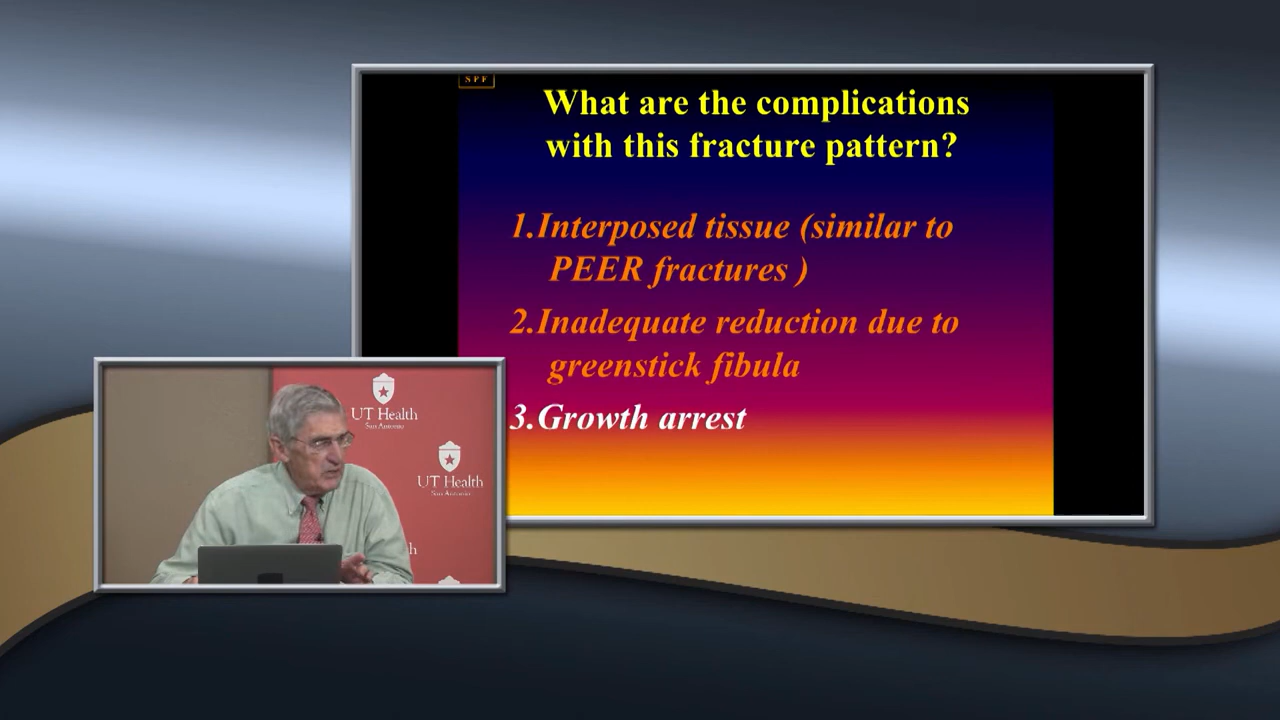 SPF
What are the complications
with this fracture pattern?
1.Interposed tissue (similar to
PEER fractures )
2.Inadequate reduction due to
greenstick fibula
3.Growth arrest
UT Health
San Antonio
UT Health
San Antonio
h